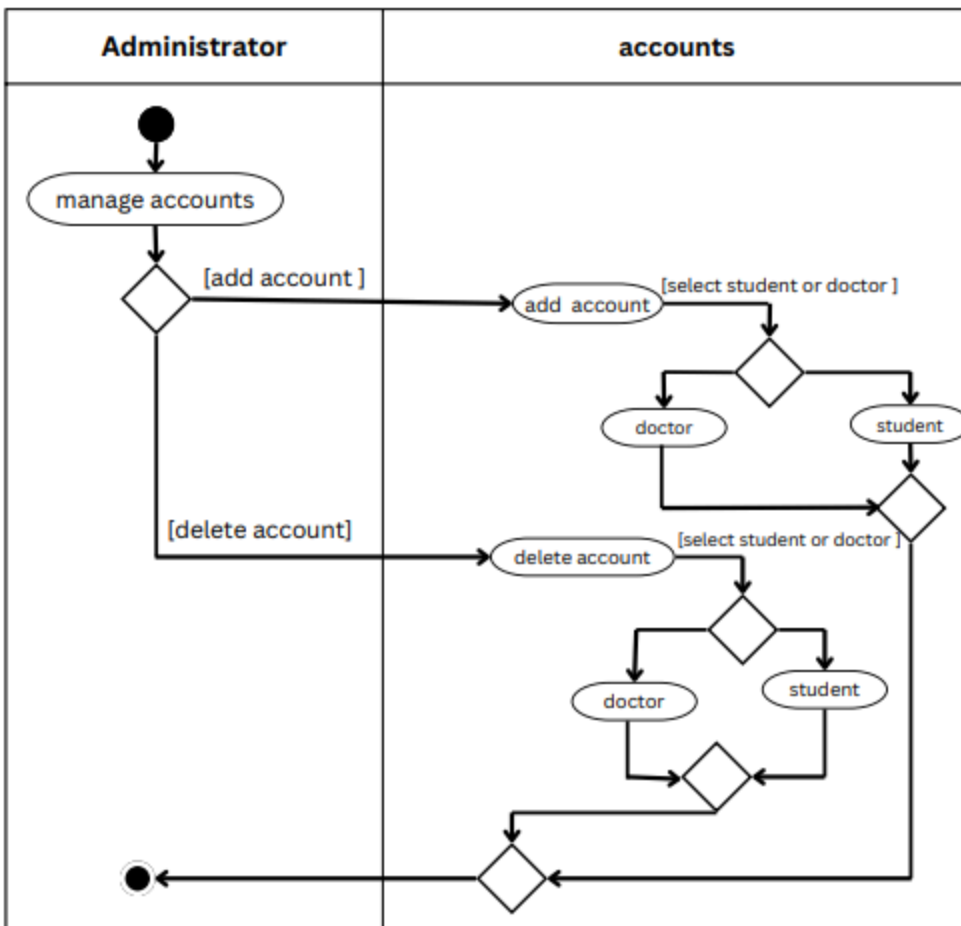 Administrator
accounts
manage accounts
[add account ]
add  account
[select student or doctor ]
doctor
student
[delete account]
delete account
[select student or doctor ]
doctor
student